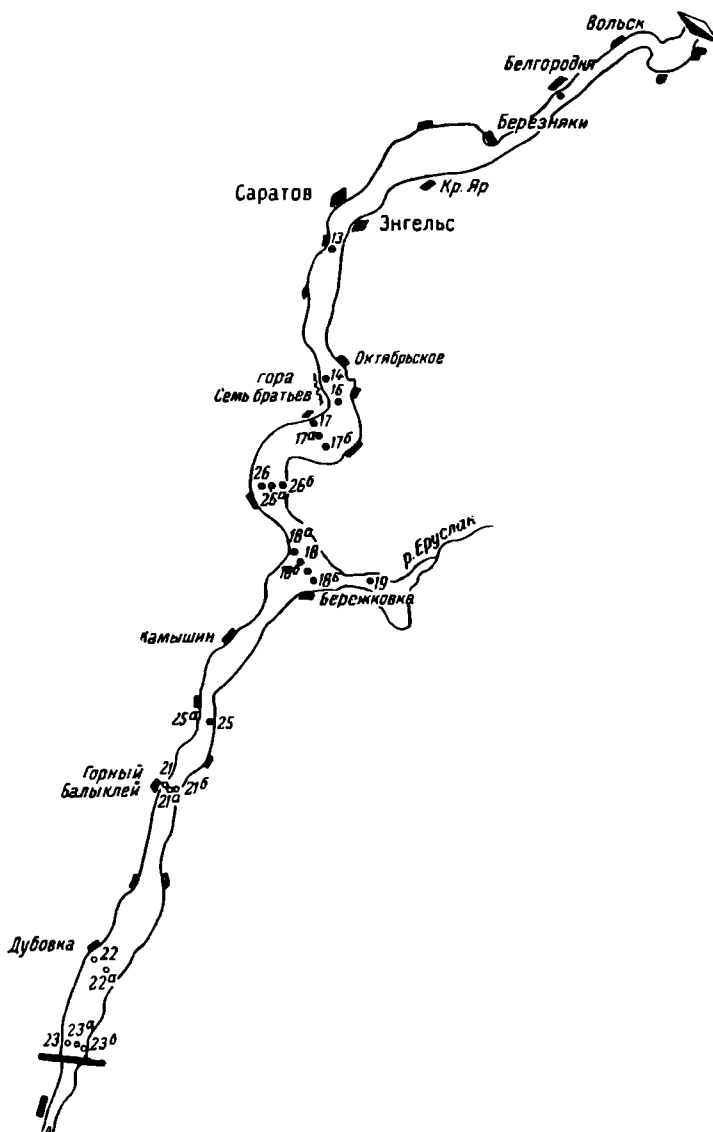 Вольск
Белгородня
Березняки
Кр. Яр
Саратов
Энгельс
13
Октябрьское
гора
Семь братьев
14
16
17
17а
17б
26
26а
26б
18а
18
18б
18в
19
р. Еруслак
Бережковка
Камышин
25а
25
Горный
Балыклей
21
21а
21б
Дубовка
22
22а
23
23а
23в